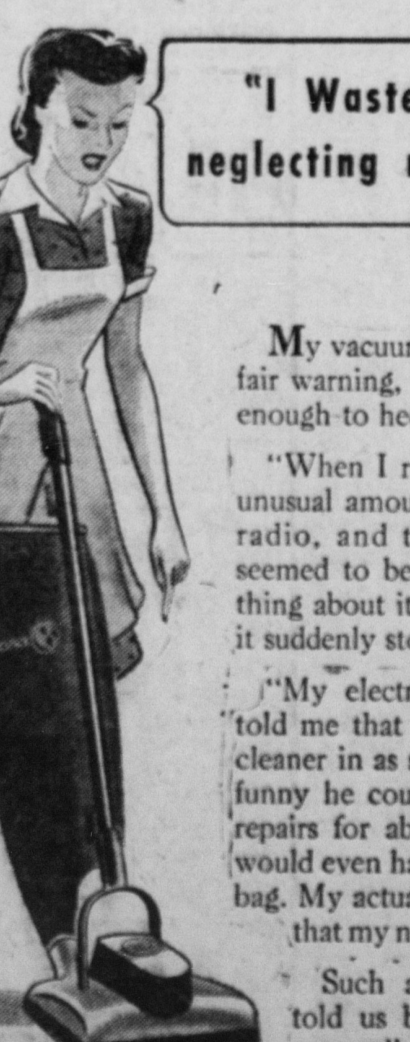 "I Waste
neglecting
My vacuum
fair warning,
enough to hee
"When I
unusual amou
radio, and t
seemed to be
thing about it
it suddenly sto
"My electr
told me that
cleaner in as
funny he cou
repairs for ab
would even ha
bag. My actua
that my n
Such a
told us b